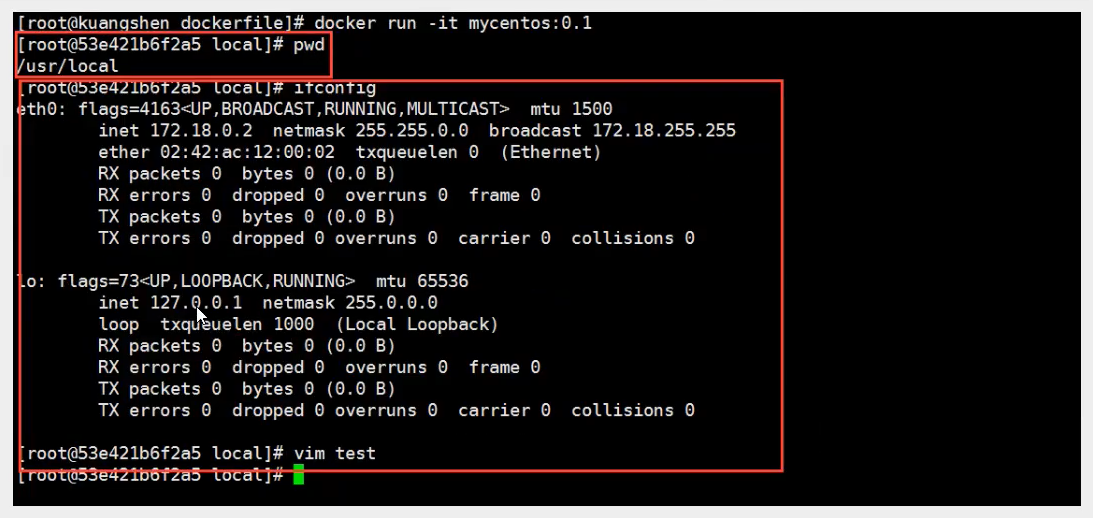 [root@kuangshen dockerfile]# docker run -it mycentos:0.1
[root@53e421b6f2a5 local]# pwd
/usr/local
[root@53e421b6f2a5 local]# ifconfig
eth0: flags=4163<UP,BROADCAST,RUNNING,MULTICAST>  mtu 1500
        inet 172.18.0.2  netmask 255.255.0.0  broadcast 172.18.255.255
        ether 02:42:ac:12:00:02  txqueuelen 0  (Ethernet)
        RX packets 0  bytes 0 (0.0 B)
        RX errors 0  dropped 0  overruns 0  frame 0
        TX packets 0  bytes 0 (0.0 B)
        TX errors 0  dropped 0 overruns 0  carrier 0  collisions 0

lo: flags=73<UP,LOOPBACK,RUNNING>  mtu 65536
        inet 127.0.0.1  netmask 255.0.0.0
        loop  txqueuelen 1000  (Local Loopback)
        RX packets 0  bytes 0 (0.0 B)
        RX errors 0  dropped 0  overruns 0  frame 0
        TX packets 0  bytes 0 (0.0 B)
        TX errors 0  dropped 0 overruns 0  carrier 0  collisions 0

[root@53e421b6f2a5 local]# vim test
[root@53e421b6f2a5 local]#